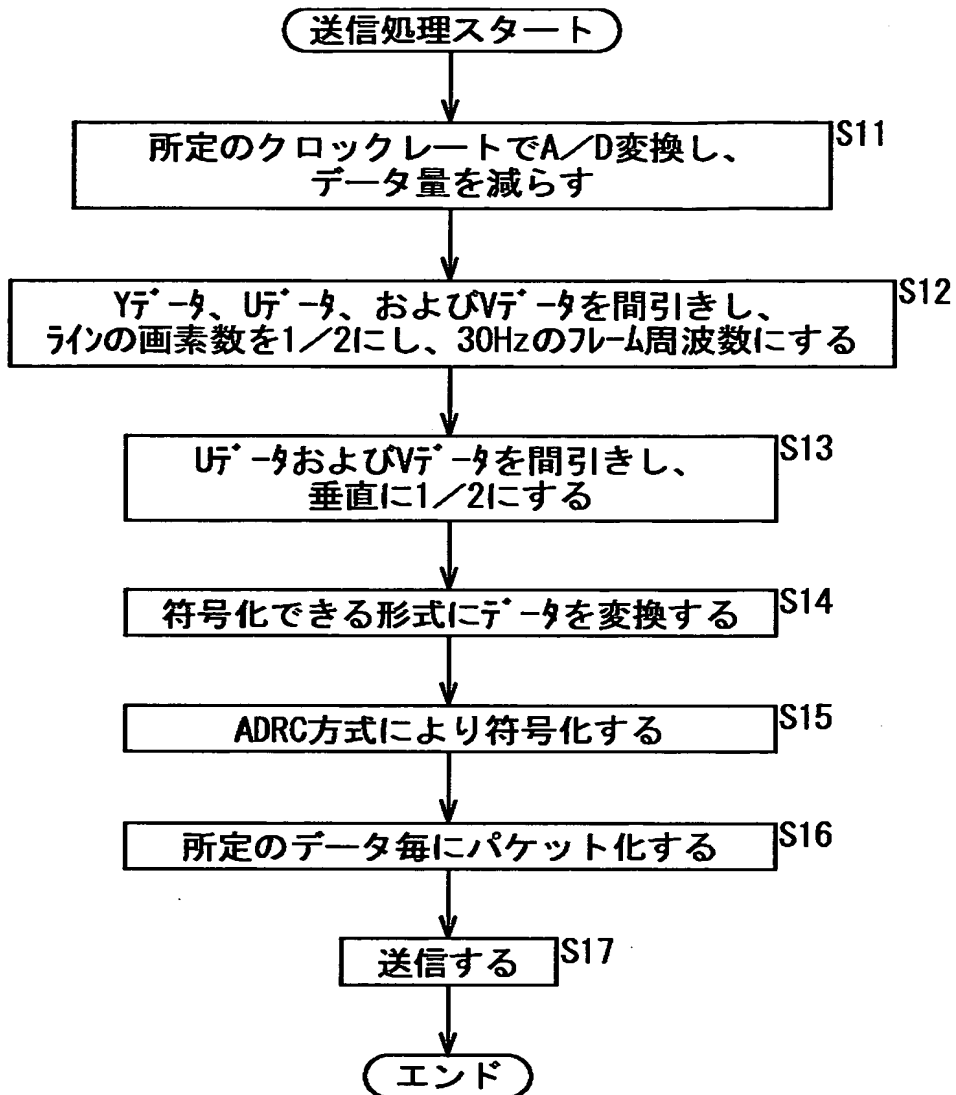 送信処理スタート
S11
所定のクロックレートでA/D変換し、
データ量を減らす
S12
Yﾃﾞｰﾀ、Uﾃﾞｰﾀ、およびVﾃﾞｰﾀを間引きし、
ﾗｲﾝの画素数を1/2にし、30Hzのﾌﾚｰﾑ周波数にする
S13
UﾃﾞｰﾀおよびVﾃﾞｰﾀを間引きし、
垂直に1/2にする
S14
符号化できる形式にﾃﾞｰﾀを変換する
S15
ADRC方式により符号化する
S16
所定のデータ毎にパケット化する
S17
送信する
エンド